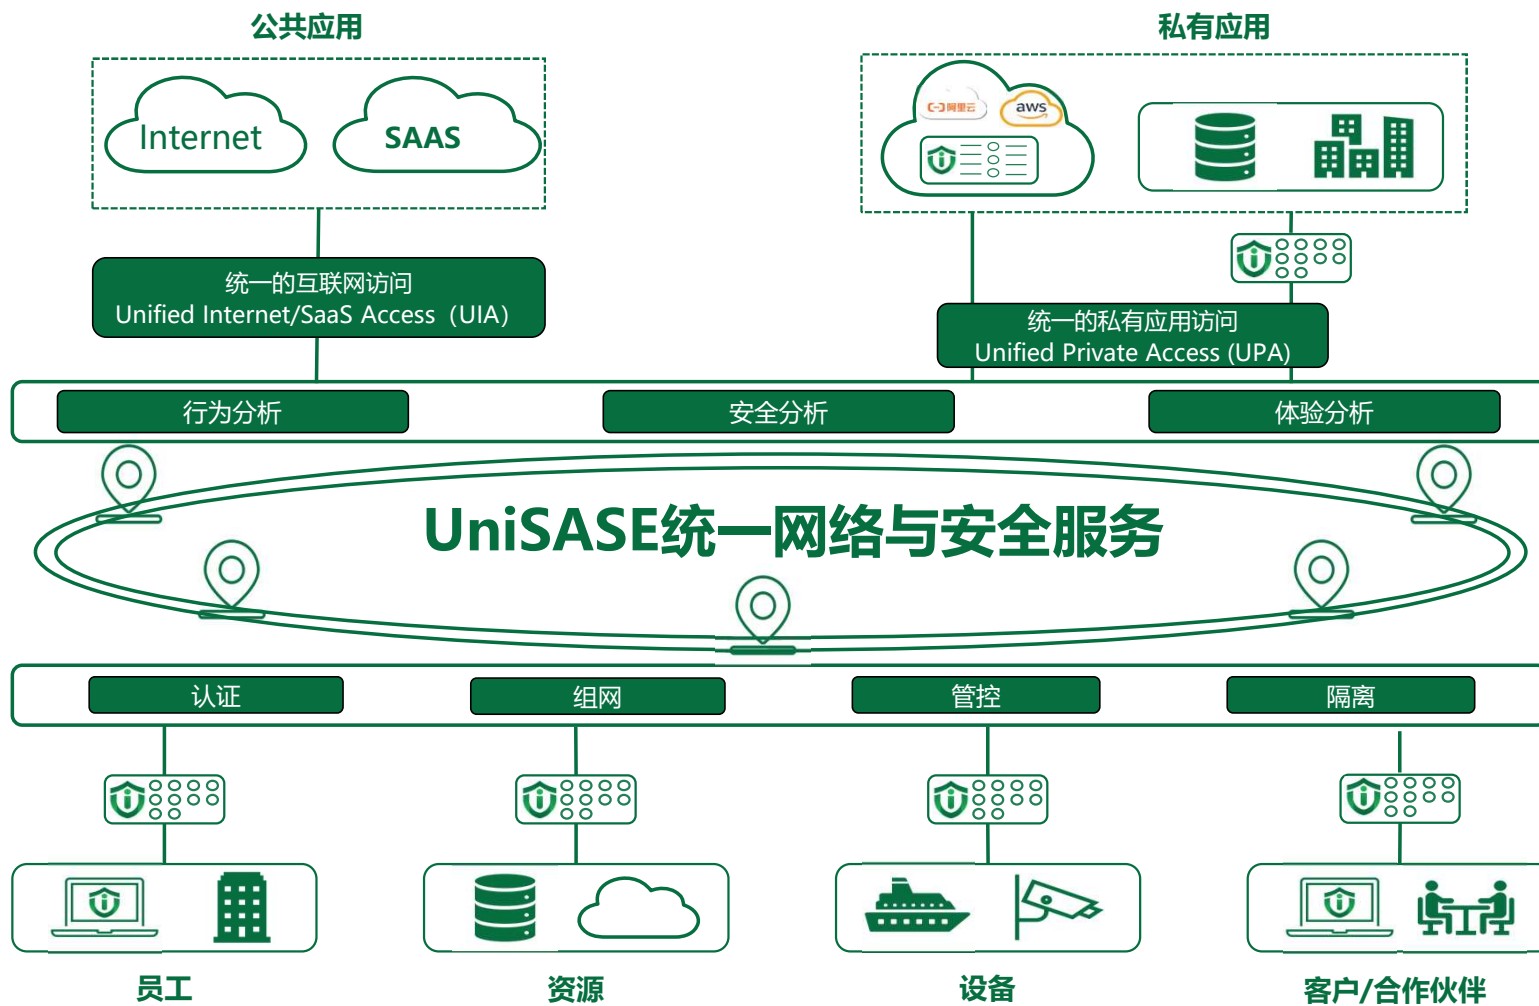 公共应用
私有应用
Internet
SAAS
阿里云
aws
统一的互联网访问
Unified Internet/SaaS Access（UIA）
统一的私有应用访问
Unified Private Access (UPA)
行为分析
安全分析
体验分析
UniSASE统一网络与安全服务
认证
组网
管控
隔离
员工
资源
设备
客户/合作伙伴